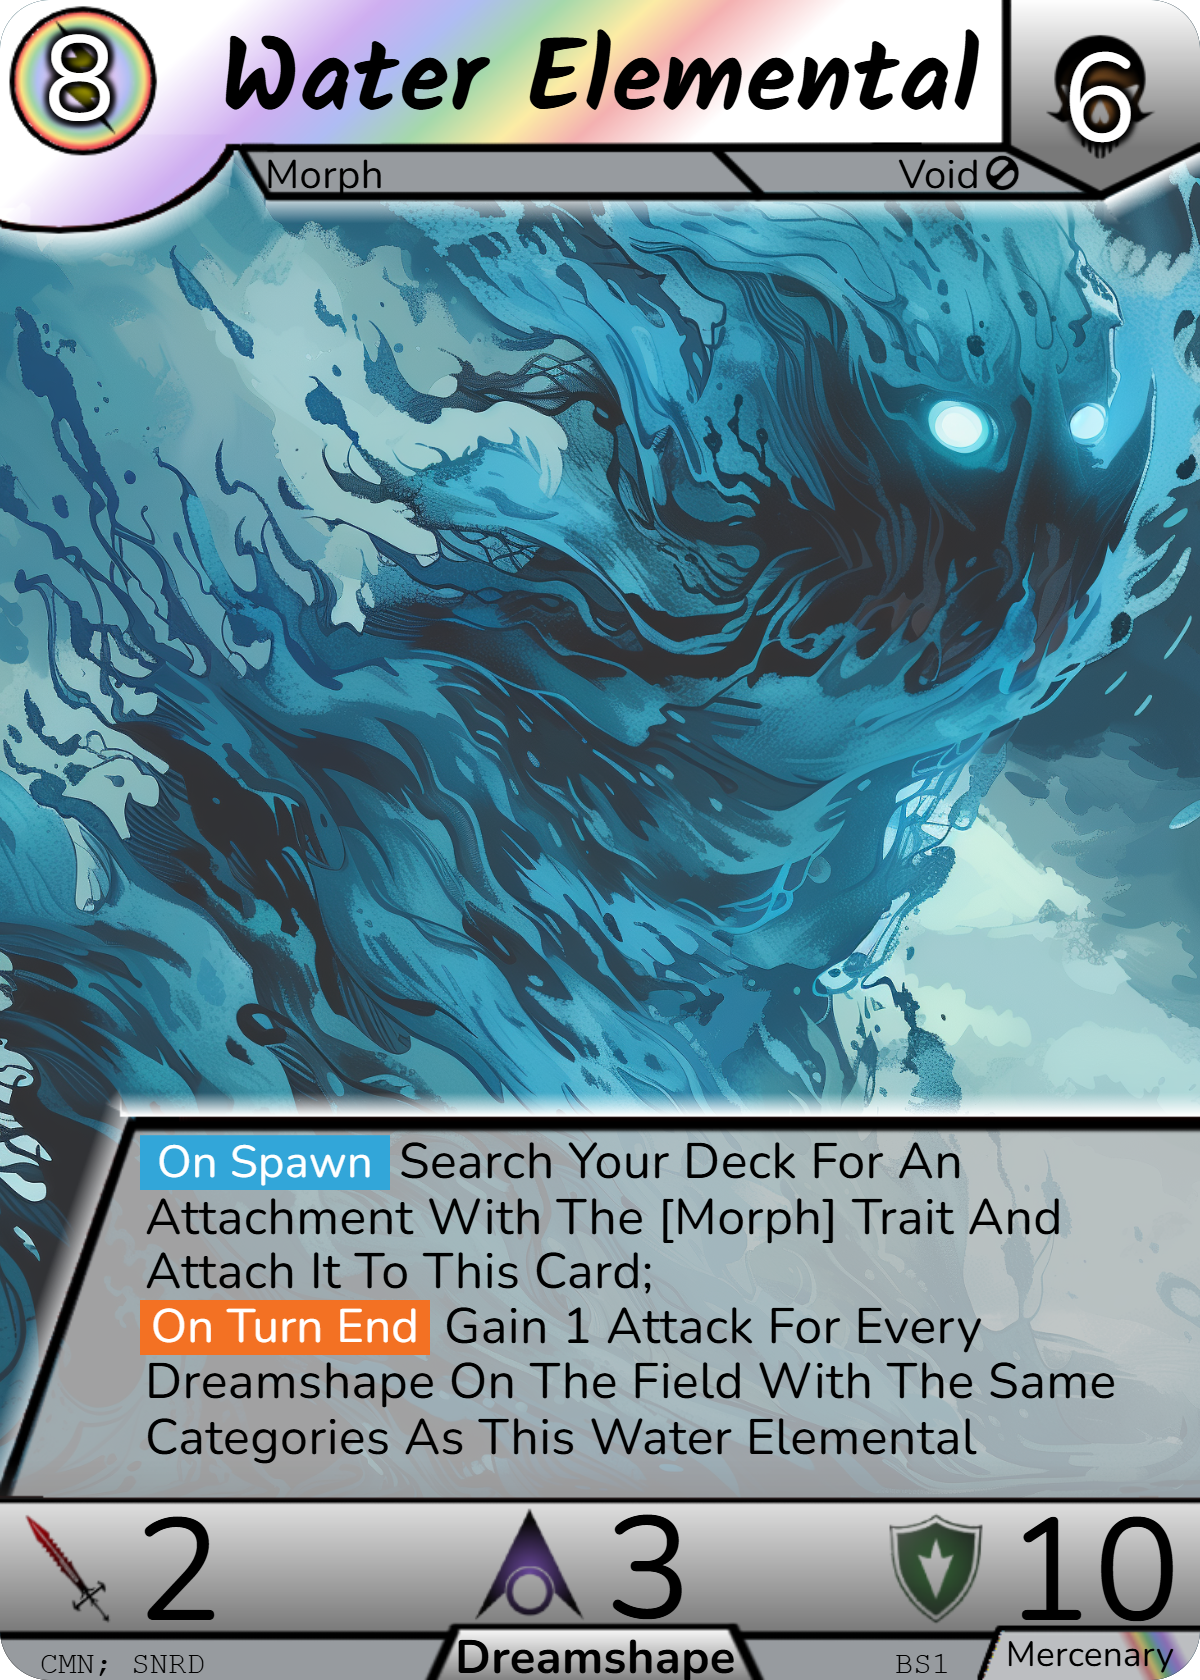 8 Water Elemental 6
Morph Void
On Spawn Search Your Deck For An
Attachment With The [Morph] Trait And
Attach It To This Card;
On Turn End Gain 1 Attack For Every
Dreamshape On The Field With The Same
Categories As This Water Elemental
2 3 10
CMN; SNRD Dreamshape BS1 Mercenary